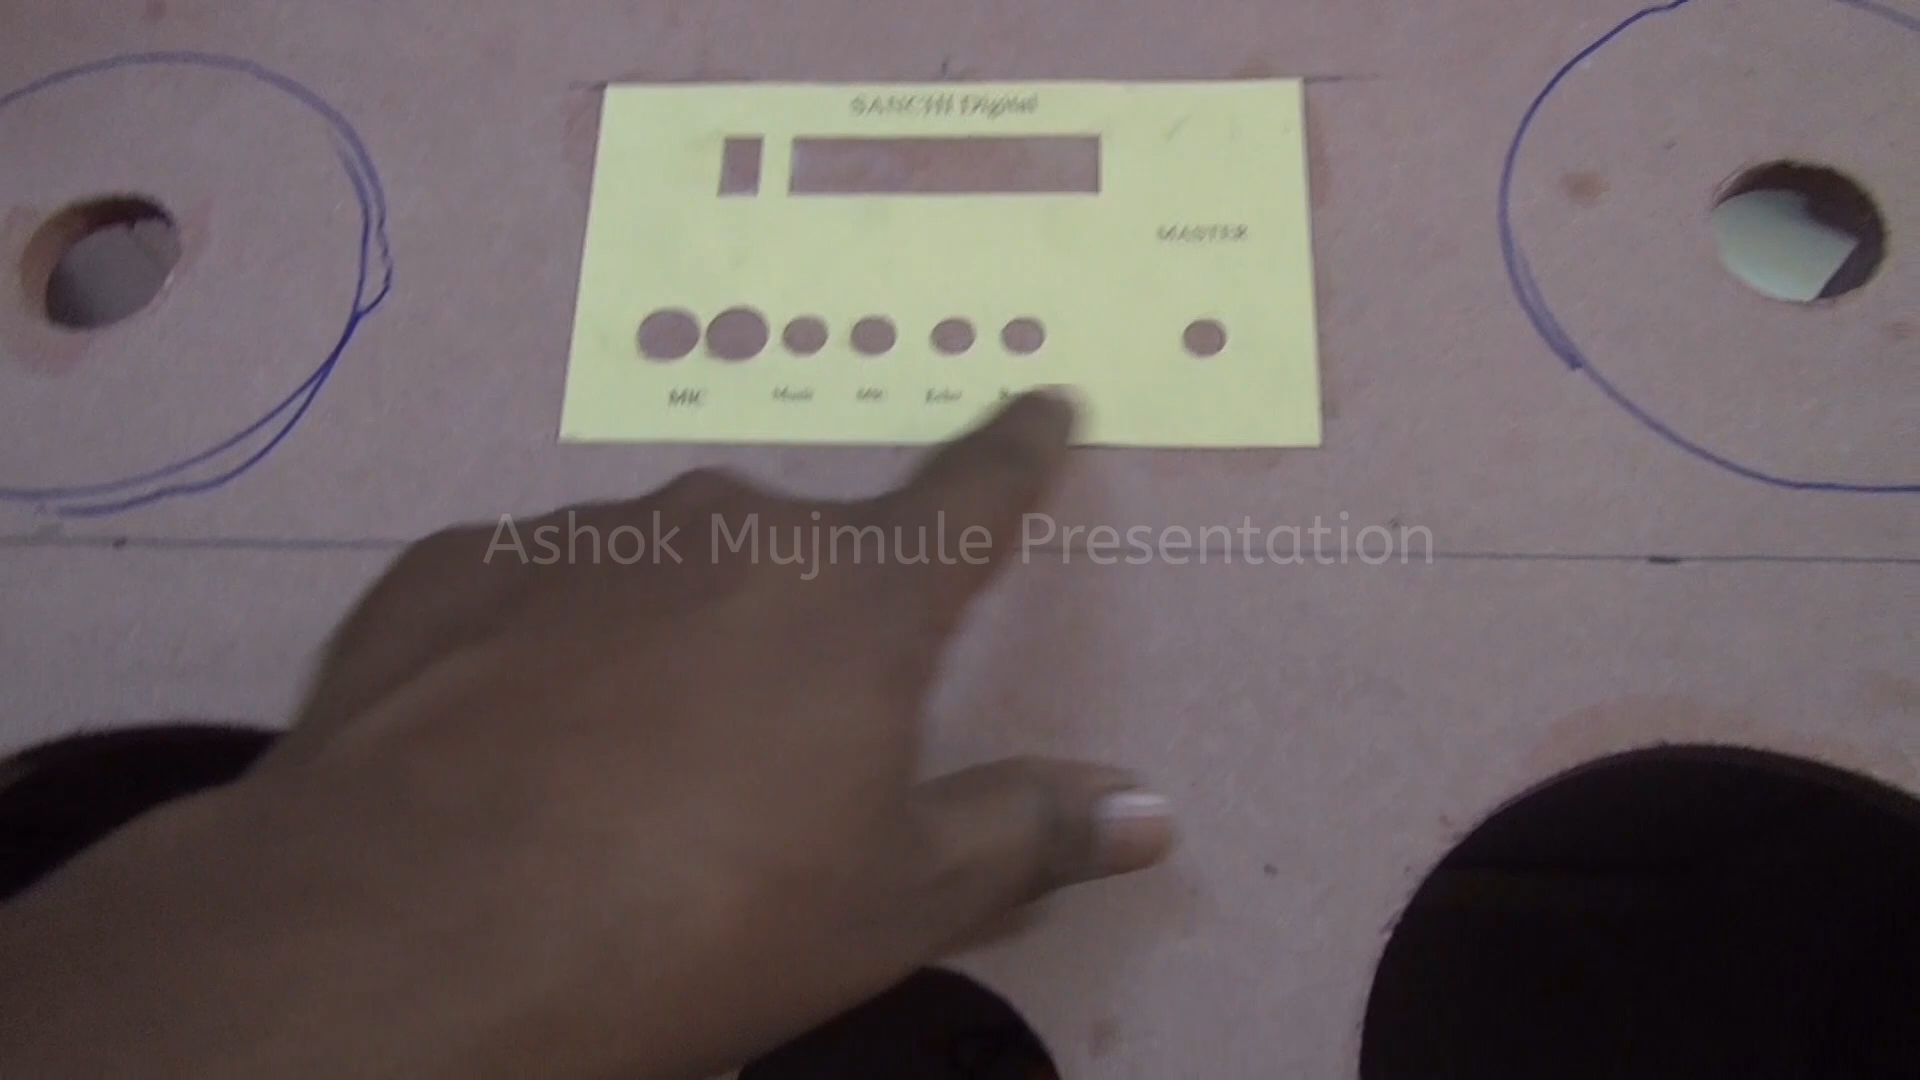 SANCHI Digital
MASTER
MIC Music Mic Echo
Ashok Mujmule Presentation